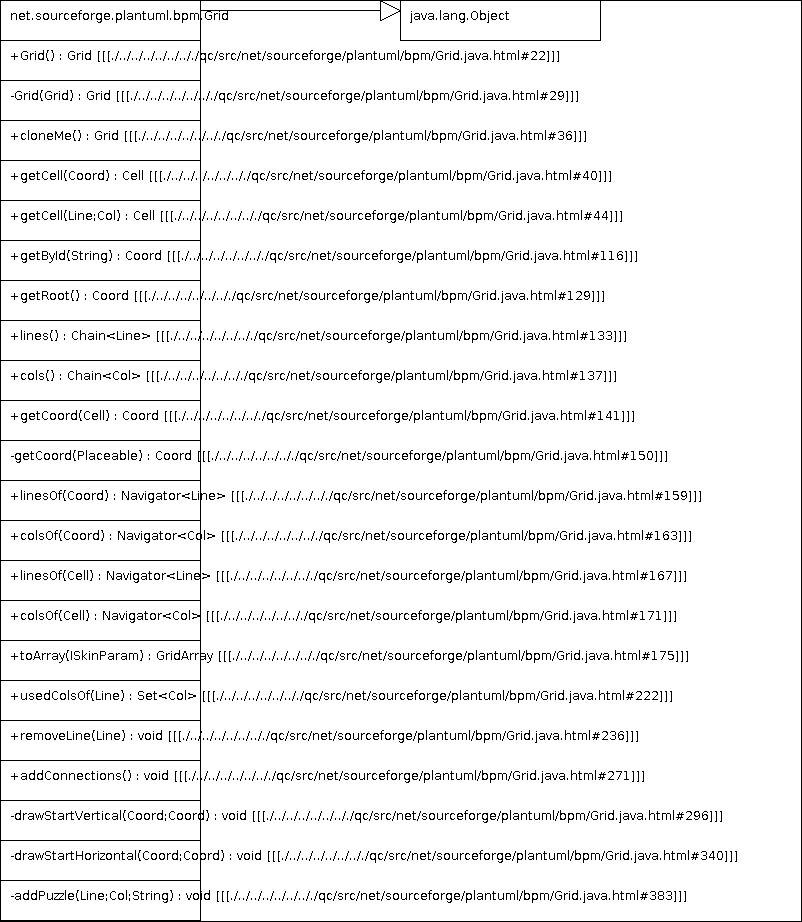 net.sourceforge.plantuml.bpm.Grid java.lang.Object
+Grid() : Grid [[[./../../../../../../../qc/src/net/sourceforge/plantuml/bpm/Grid.java.html#22]]]
-Grid(Grid) : Grid [[[./../../../../../../../qc/src/net/sourceforge/plantuml/bpm/Grid.java.html#29]]]
+cloneMe() : Grid [[[./../../../../../../../qc/src/net/sourceforge/plantuml/bpm/Grid.java.html#36]]]
+getCell(Coord) : Cell [[[./../../../../../../../qc/src/net/sourceforge/plantuml/bpm/Grid.java.html#40]]]
+getCell(Line;Col) : Cell [[[./../../../../../../../qc/src/net/sourceforge/plantuml/bpm/Grid.java.html#44]]]
+getById(String) : Coord [[[./../../../../../../../qc/src/net/sourceforge/plantuml/bpm/Grid.java.html#116]]]
+getRoot() : Coord [[[./../../../../../../../qc/src/net/sourceforge/plantuml/bpm/Grid.java.html#129]]]
+lines() : Chain<Line> [[[./../../../../../../../qc/src/net/sourceforge/plantuml/bpm/Grid.java.html#133]]]
+cols() : Chain<Col> [[[./../../../../../../../qc/src/net/sourceforge/plantuml/bpm/Grid.java.html#137]]]
+getCoord(Cell) : Coord [[[./../../../../../../../qc/src/net/sourceforge/plantuml/bpm/Grid.java.html#141]]]
-getCoord(Placeable) : Coord [[[./../../../../../../../qc/src/net/sourceforge/plantuml/bpm/Grid.java.html#150]]]
+linesOf(Coord) : Navigator<Line> [[[./../../../../../../../qc/src/net/sourceforge/plantuml/bpm/Grid.java.html#159]]]
+colsOf(Coord) : Navigator<Col> [[[./../../../../../../../qc/src/net/sourceforge/plantuml/bpm/Grid.java.html#163]]]
+linesOf(Cell) : Navigator<Line> [[[./../../../../../../../qc/src/net/sourceforge/plantuml/bpm/Grid.java.html#167]]]
+colsOf(Cell) : Navigator<Col> [[[./../../../../../../../qc/src/net/sourceforge/plantuml/bpm/Grid.java.html#171]]]
+toArray(ISkinParam) : GridArray [[[./../../../../../../../qc/src/net/sourceforge/plantuml/bpm/Grid.java.html#175]]]
+usedColsOf(Line) : Set<Col> [[[./../../../../../../../qc/src/net/sourceforge/plantuml/bpm/Grid.java.html#222]]]
+removeLine(Line) : void [[[./../../../../../../../qc/src/net/sourceforge/plantuml/bpm/Grid.java.html#236]]]
+addConnections() : void [[[./../../../../../../../qc/src/net/sourceforge/plantuml/bpm/Grid.java.html#271]]]
-drawStartVertical(Coord;Coord) : void [[[./../../../../../../../qc/src/net/sourceforge/plantuml/bpm/Grid.java.html#296]]]
-drawStartHorizontal(Coord;Coord) : void [[[./../../../../../../../qc/src/net/sourceforge/plantuml/bpm/Grid.java.html#340]]]
-addPuzzle(Line;Col;String) : void [[[./../../../../../../../qc/src/net/sourceforge/plantuml/bpm/Grid.java.html#383]]]